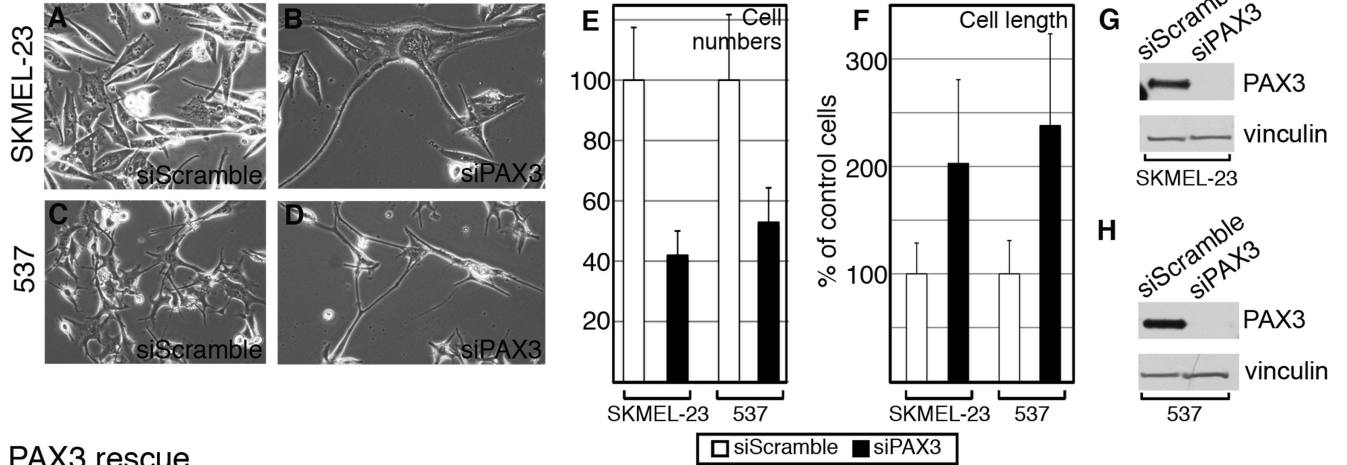 SKMEL-23
A
siScramble
B
siPAX3
537
C
siScramble
D
siPAX3
E
Cell
numbers
100
80
60
40
20
SKMEL-23 537
F
Cell length
% of control cells
300
200
100
SKMEL-23 537
siScramble siPAX3
G
siPAX3
PAX3
vinculin
SKMEL-23
H
siScramble
siPAX3
PAX3
vinculin
537
PAX3 rescue